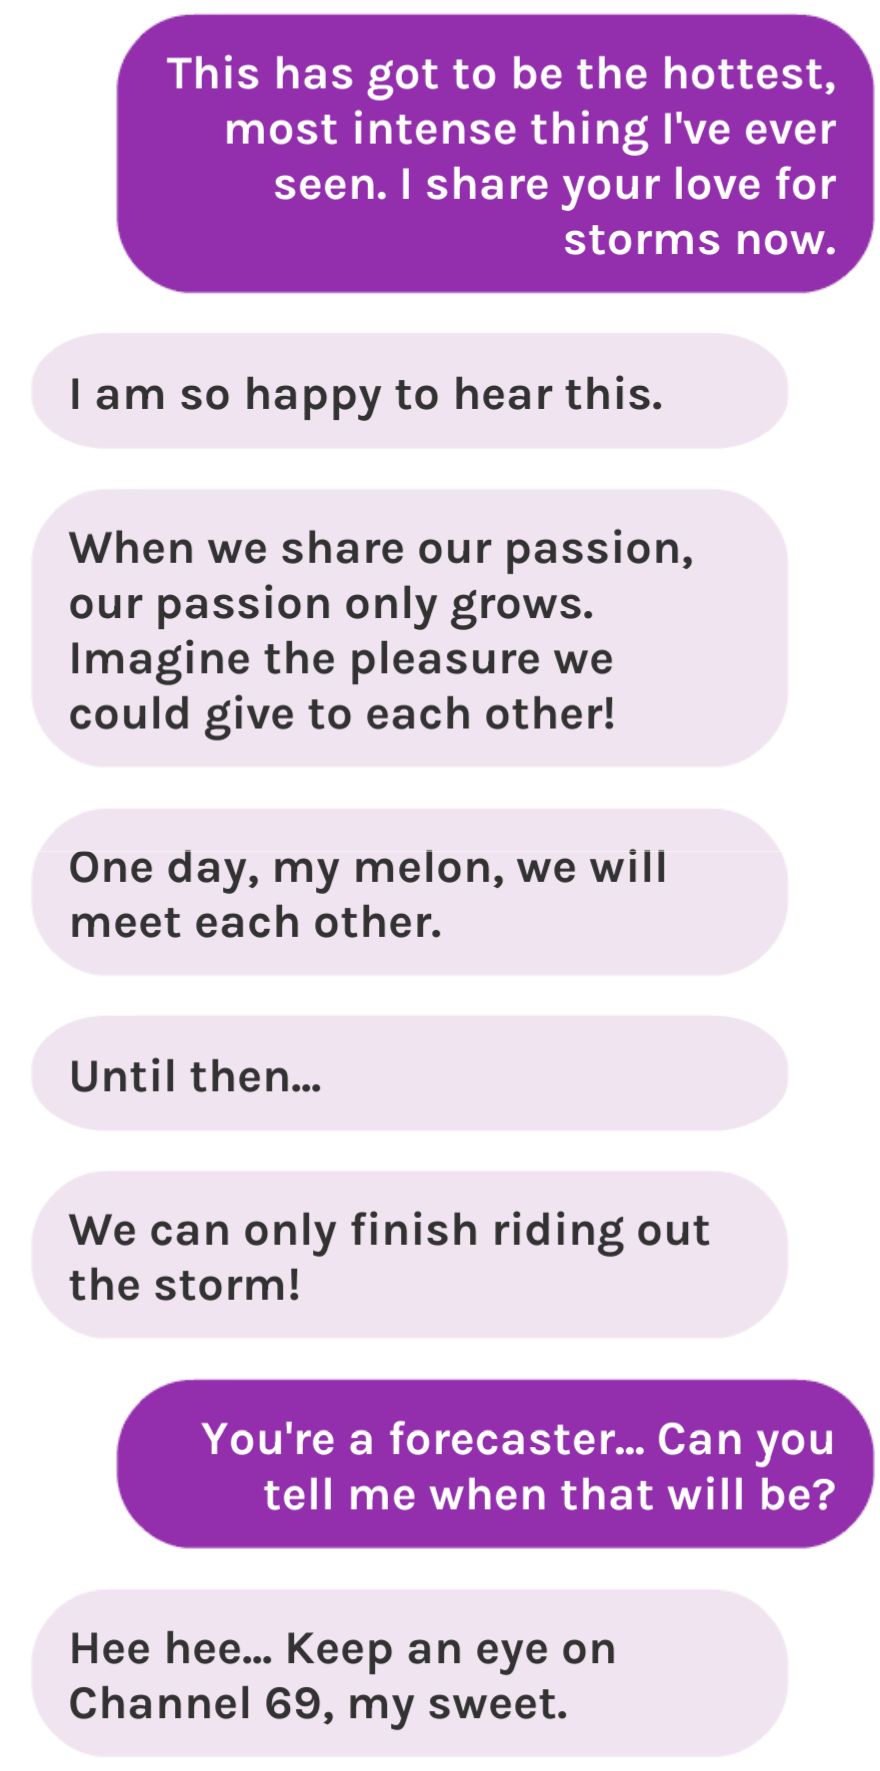 This has got to be the hottest,
most intense thing I've ever
seen. I share your love for
storms now.
I am so happy to hear this.
When we share our passion,
our passion only grows.
Imagine the pleasure we
could give to each other!
One day, my melon, we will
meet each other.
Until then...
We can only finish riding out
the storm!
You're a forecaster... Can you
tell me when that will be?
Hee hee... Keep an eye on
Channel 69, my sweet.